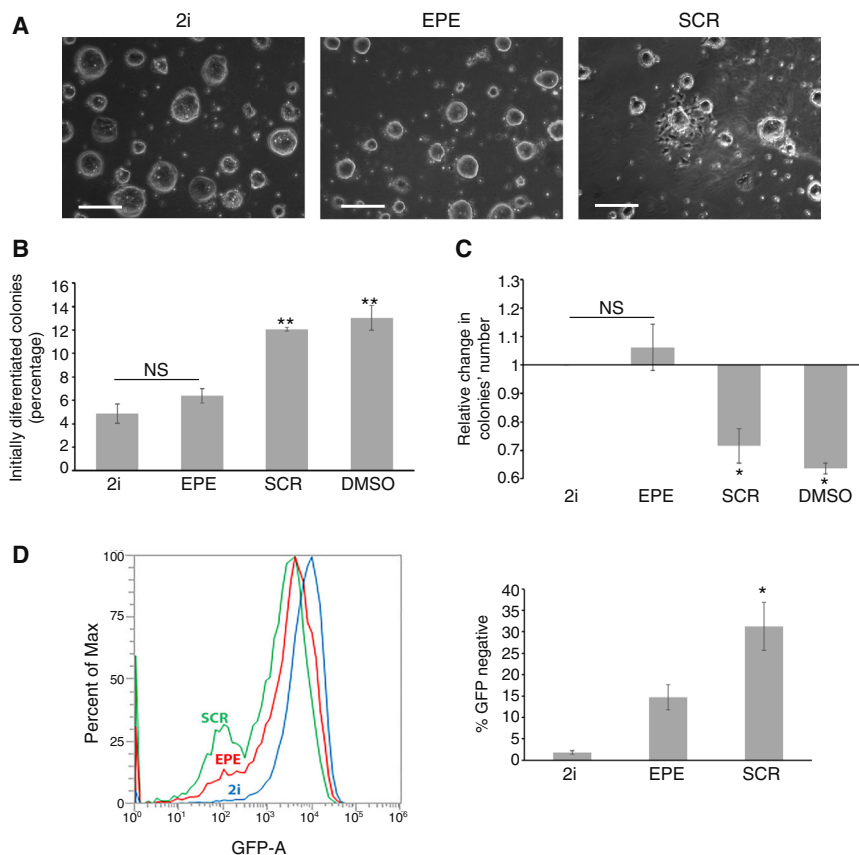 A
2i
EPE
SCR
B
Initially diferentiated colonies
(percentage)
16
14
12
10
8
6
4
2
0
NS
**
**
2i
EPE
SCR
DMSO
C
Relative change in
colonies' number
1.3
1.2
1.1
1
0.9
0.8
0.7
0.6
NS
*
*
2i
EPE
SCR
DMSO
D
Percent of Max
100
75
50
25
0
SCR
EPE
2i
10⁰
10¹
10²
10³
10⁴
10⁵
10⁶
GFP-A
% GFP negative
40
35
30
25
20
15
10
5
0
*
2i
EPE
SCR